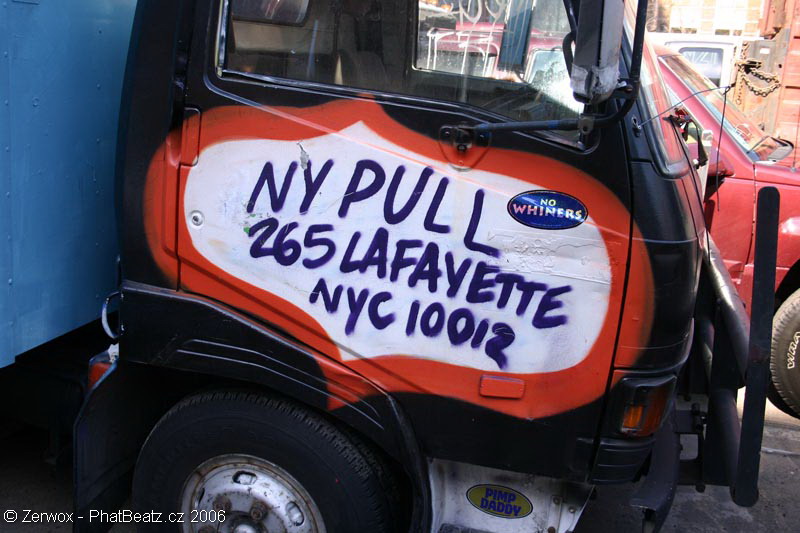 NY PULL
265 LAFAYETTE
NYC 10012
NO
WHINERS
PIMP
DADDY
© Zerwox - PhatBeatz.cz 2006